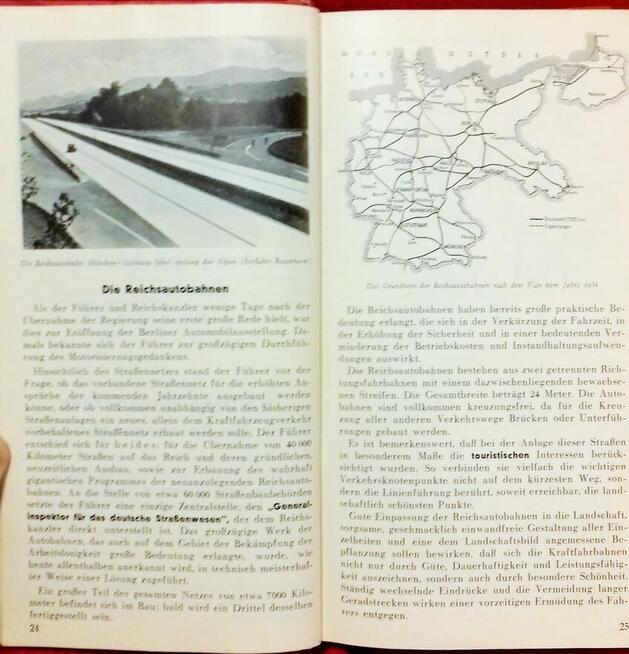 Die Reichsautobahn München—Salzburg führt entlang der Alpen (Einfahrt Rosenheim)
Die Reichsautobahnen
Als der Führer und Reichskanzler wenige Tage nach der
Übernahme der Regierung seine erste große Rede hielt, war
dies zur Eröffnung der Berliner Automobilausstellung. Da-
mals bekannte sich der Führer zur großzügigen Durchfüh-
rung des Motorisierungsgedankens.
Hinsichtlich des Straßennetzes stand der Führer vor der
Frage, ob das vorhandene Straßennetz für die erhöhten An-
sprüche der kommenden Jahrzehnte ausgebaut werden
könne, oder ob vollkommen unabhängig von den bisherigen
Straßenanlagen ein neues, allein dem Kraftfahrzeugverkehr
vorbehaltenes Straßennetz erbaut werden solle. Der Führer
entschied sich für beides: für die Übernahme von 40 000
Kilometer Straßen auf das Reich und deren gründlichen,
neuzeitlichen Ausbau, sowie zur Erbauung des wahrhaft
gigantischen Programmes der nenanzulegenden Reichsauto-
bahnen. An die Stelle von etwa 60 000 Straßenbaubehörden
setzte der Führer eine einzige Zentralstelle, den „General-
inspektor für das deutsche Straßenwesen", der dem Reichs-
kanzler direkt unterstellt ist. Das großzügige Werk der
Autobahnen, das auch auf dem Gebiet der Bekämpfung der
Arbeitslosigkeit große Bedeutung erlangte, wurde, wie
heute allenthalben anerkannt wird, in technisch meisterhaf-
ter Weise einer Lösung zugeführt.
Ein großer Teil des gesamten Netzes von etwa 7000 Kilo-
meter befindet sich im Bau; bald wird ein Drittel desselben
fertiggestellt sein.
24
NORD
SEE
OSTSEE
BRESLAU
FRANKFURT
NÜRNBERG
STUTTGART
MÜNCHEN
Das Grundnetz der Reichsautobahnen nach dem Plan vom Jahre 1934
Die Reichsautobahnen haben bereits große praktische Be-
deutung erlangt, die sich in der Verkürzung der Fahrzeit, in
der Erhöhung der Sicherheit und in einer bedeutenden Ver-
minderung der Betriebskosten und Instandhaltungsaufwen-
dungen auswirkt.
Die Reichsautobahnen bestehen aus zwei getrennten Rich-
tungsfahrbahnen mit einem dazwischenliegenden bewachse-
nen Streifen. Die Gesamtbreite beträgt 24 Meter. Die Auto-
bahnen sind vollkommen kreuzungsfrei, da für die Kreu-
zung aller anderen Verkehrswege Brücken oder Unterfüh-
rungen gebaut werden.
Es ist bemerkenswert, daß bei der Anlage dieser Straßen
in besonderem Maße die touristischen Interessen berück-
sichtigt wurden. So verbinden sie vielfach die wichtigen
Verkehrsknotenpunkte nicht auf dem kürzesten Weg, son-
dern die Linienführung berührt, soweit erreichbar, die land-
schaftlich schönsten Punkte.
Gute Einpassung der Reichsautobahnen in die Landschaft,
sorgsame, geschmacklich einwandfreie Gestaltung aller Ein-
zelheiten und eine dem Landschaftsbild angemessene Be-
pflanzung sollen bewirken, daß sich die Kraftfahrbahnen
nicht nur durch Güte, Dauerhaftigkeit und Leistungsfähig-
keit auszeichnen, sondern auch durch besondere Schönheit.
Ständig wechselnde Eindrücke und die Vermeidung langer
Geradstrecken wirken einer vorzeitigen Ermüdung des Fah-
rers entgegen.
25